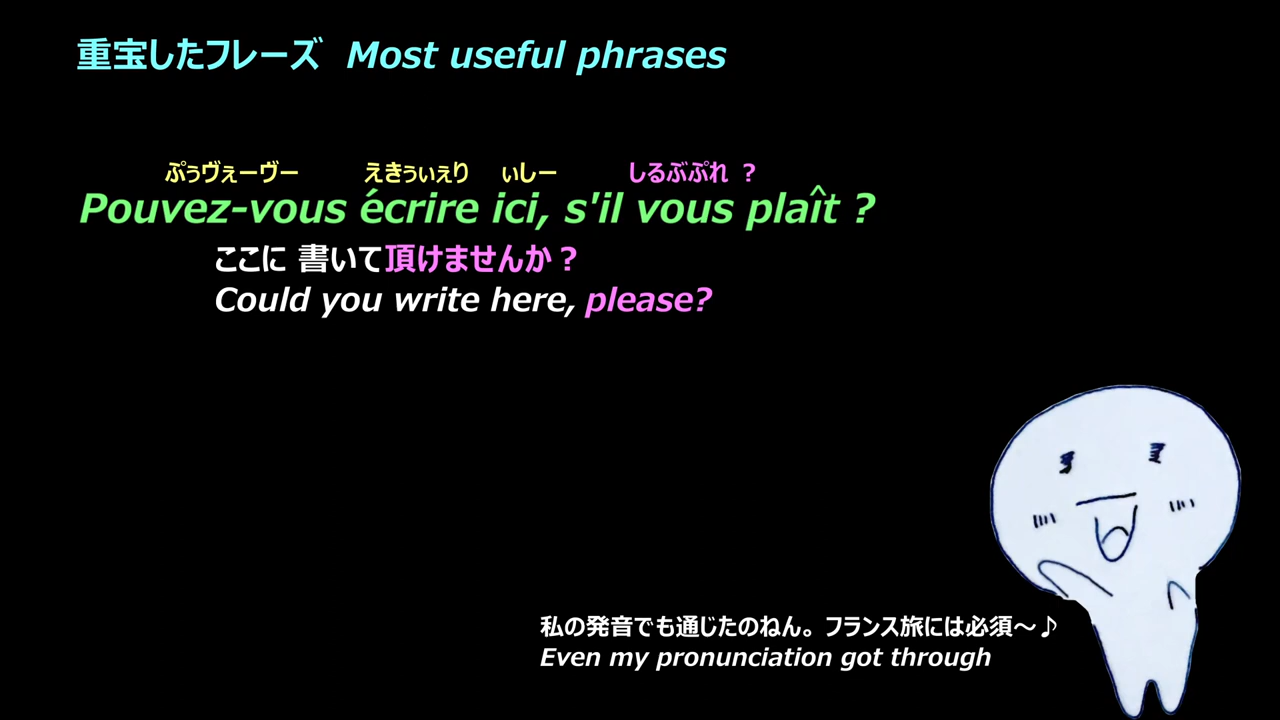 重宝したフレーズ Most useful phrases
ぷぅヴぇーヴー えきぅぃぇり ぃしー しるぶぷれ ？
Pouvez-vous écrire ici, s'il vous plaît ?
ここに 書いて頂けませんか？
Could you write here, please?
私の発音でも通じたのねん。フランス旅には必須～♪
Even my pronunciation got through